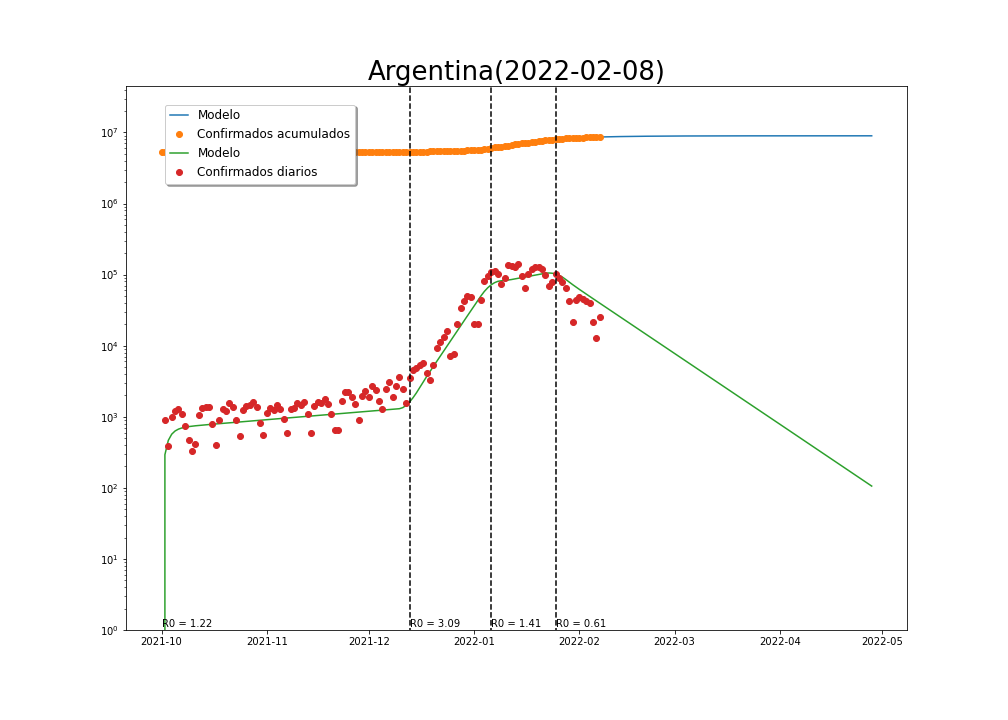 Argentina(2022-02-08)
Modelo
Confirmados acumulados
Modelo
Confirmados diarios
10^7
10^6
10^5
10^4
10^3
10^2
10^1
10^0
R0 = 1.22
R0 = 3.09
R0 = 1.41
R0 = 0.61
2021-10
2021-11
2021-12
2022-01
2022-02
2022-03
2022-04
2022-05